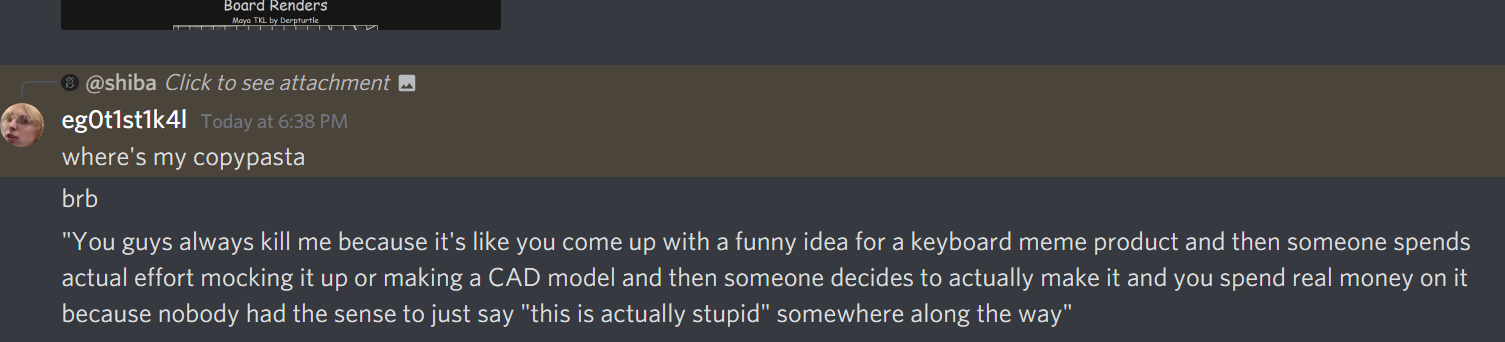 Board Renders
Maya TKL by Derpturtle
@shiba Click to see attachment
eg0t1st1k4l Today at 6:38 PM
where's my copypasta
brb
"You guys always kill me because it's like you come up with a funny idea for a keyboard meme product and then someone spends
actual effort mocking it up or making a CAD model and then someone decides to actually make it and you spend real money on it
because nobody had the sense to just say "this is actually stupid" somewhere along the way"